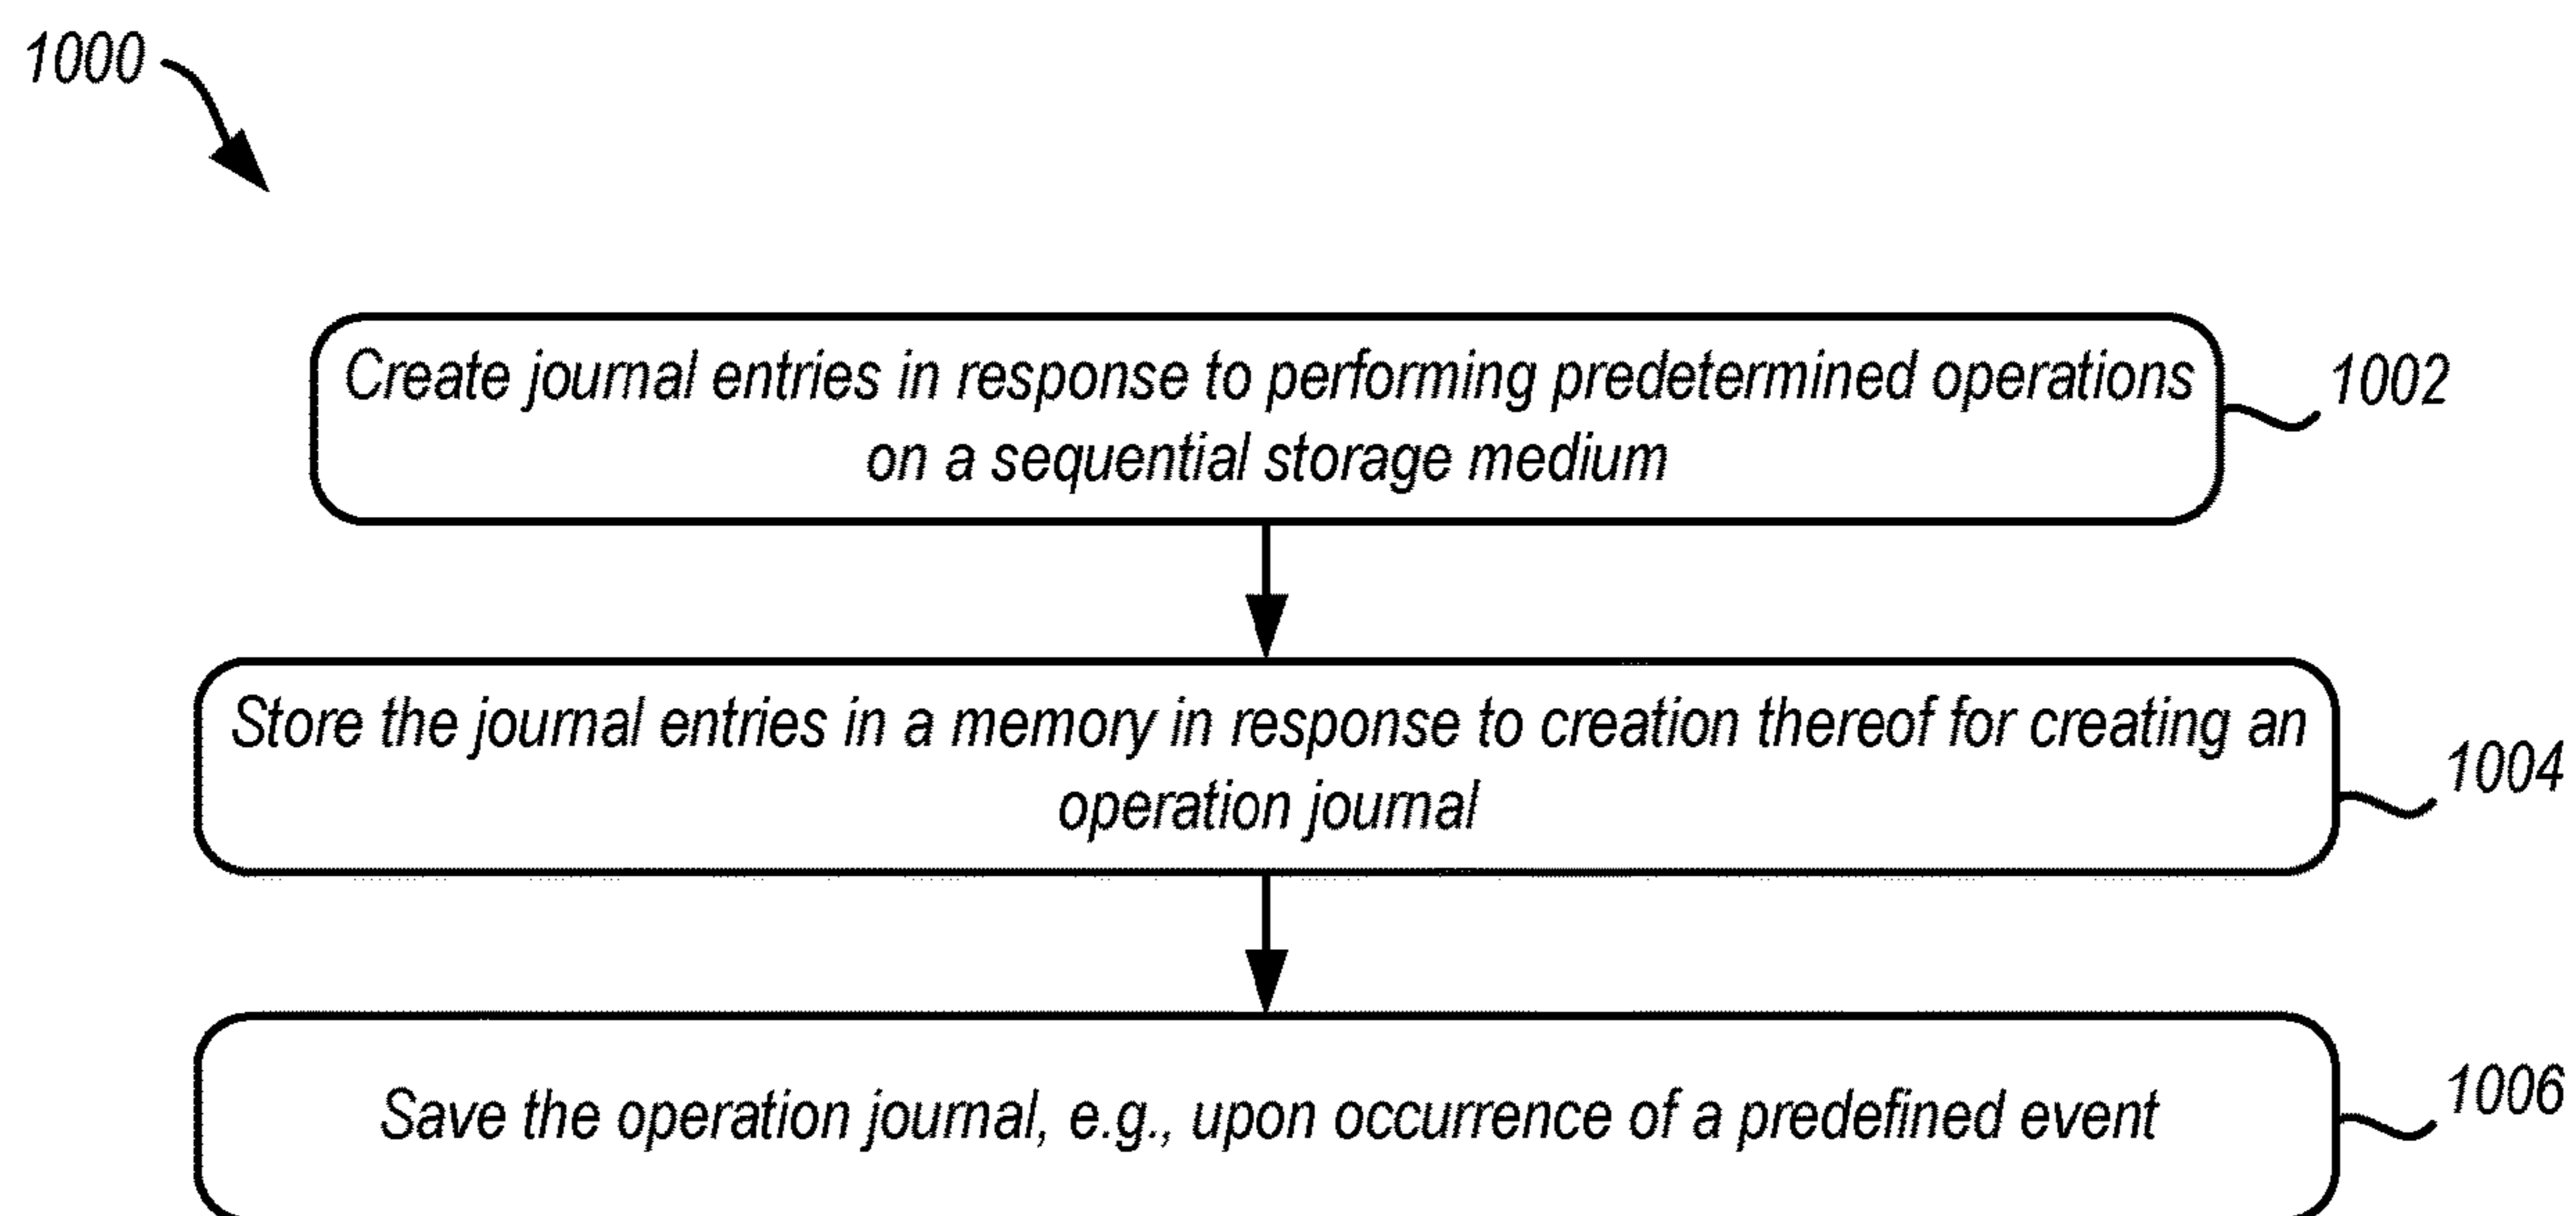 1000
Create journal entries in response to performing predetermined operations
on a sequential storage medium
1002
Store the journal entries in a memory in response to creation thereof for creating an
operation journal
1004
Save the operation journal, e.g., upon occurrence of a predefined event
1006